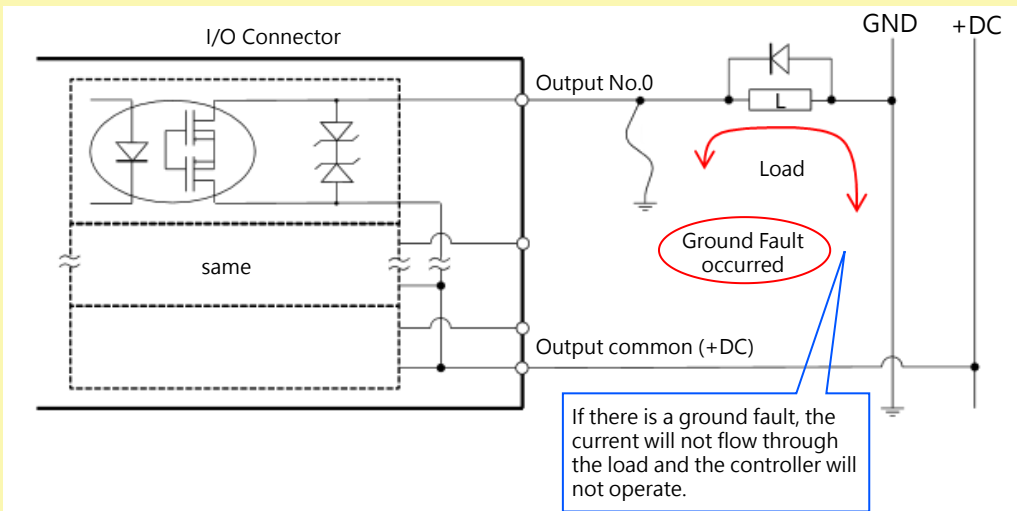 GND
+DC
I/O Connector
Output No.0
L
Load
Ground Fault
occurred
same
Output common (+DC)
If there is a ground fault, the
current will not flow through
the load and the controller will
not operate.